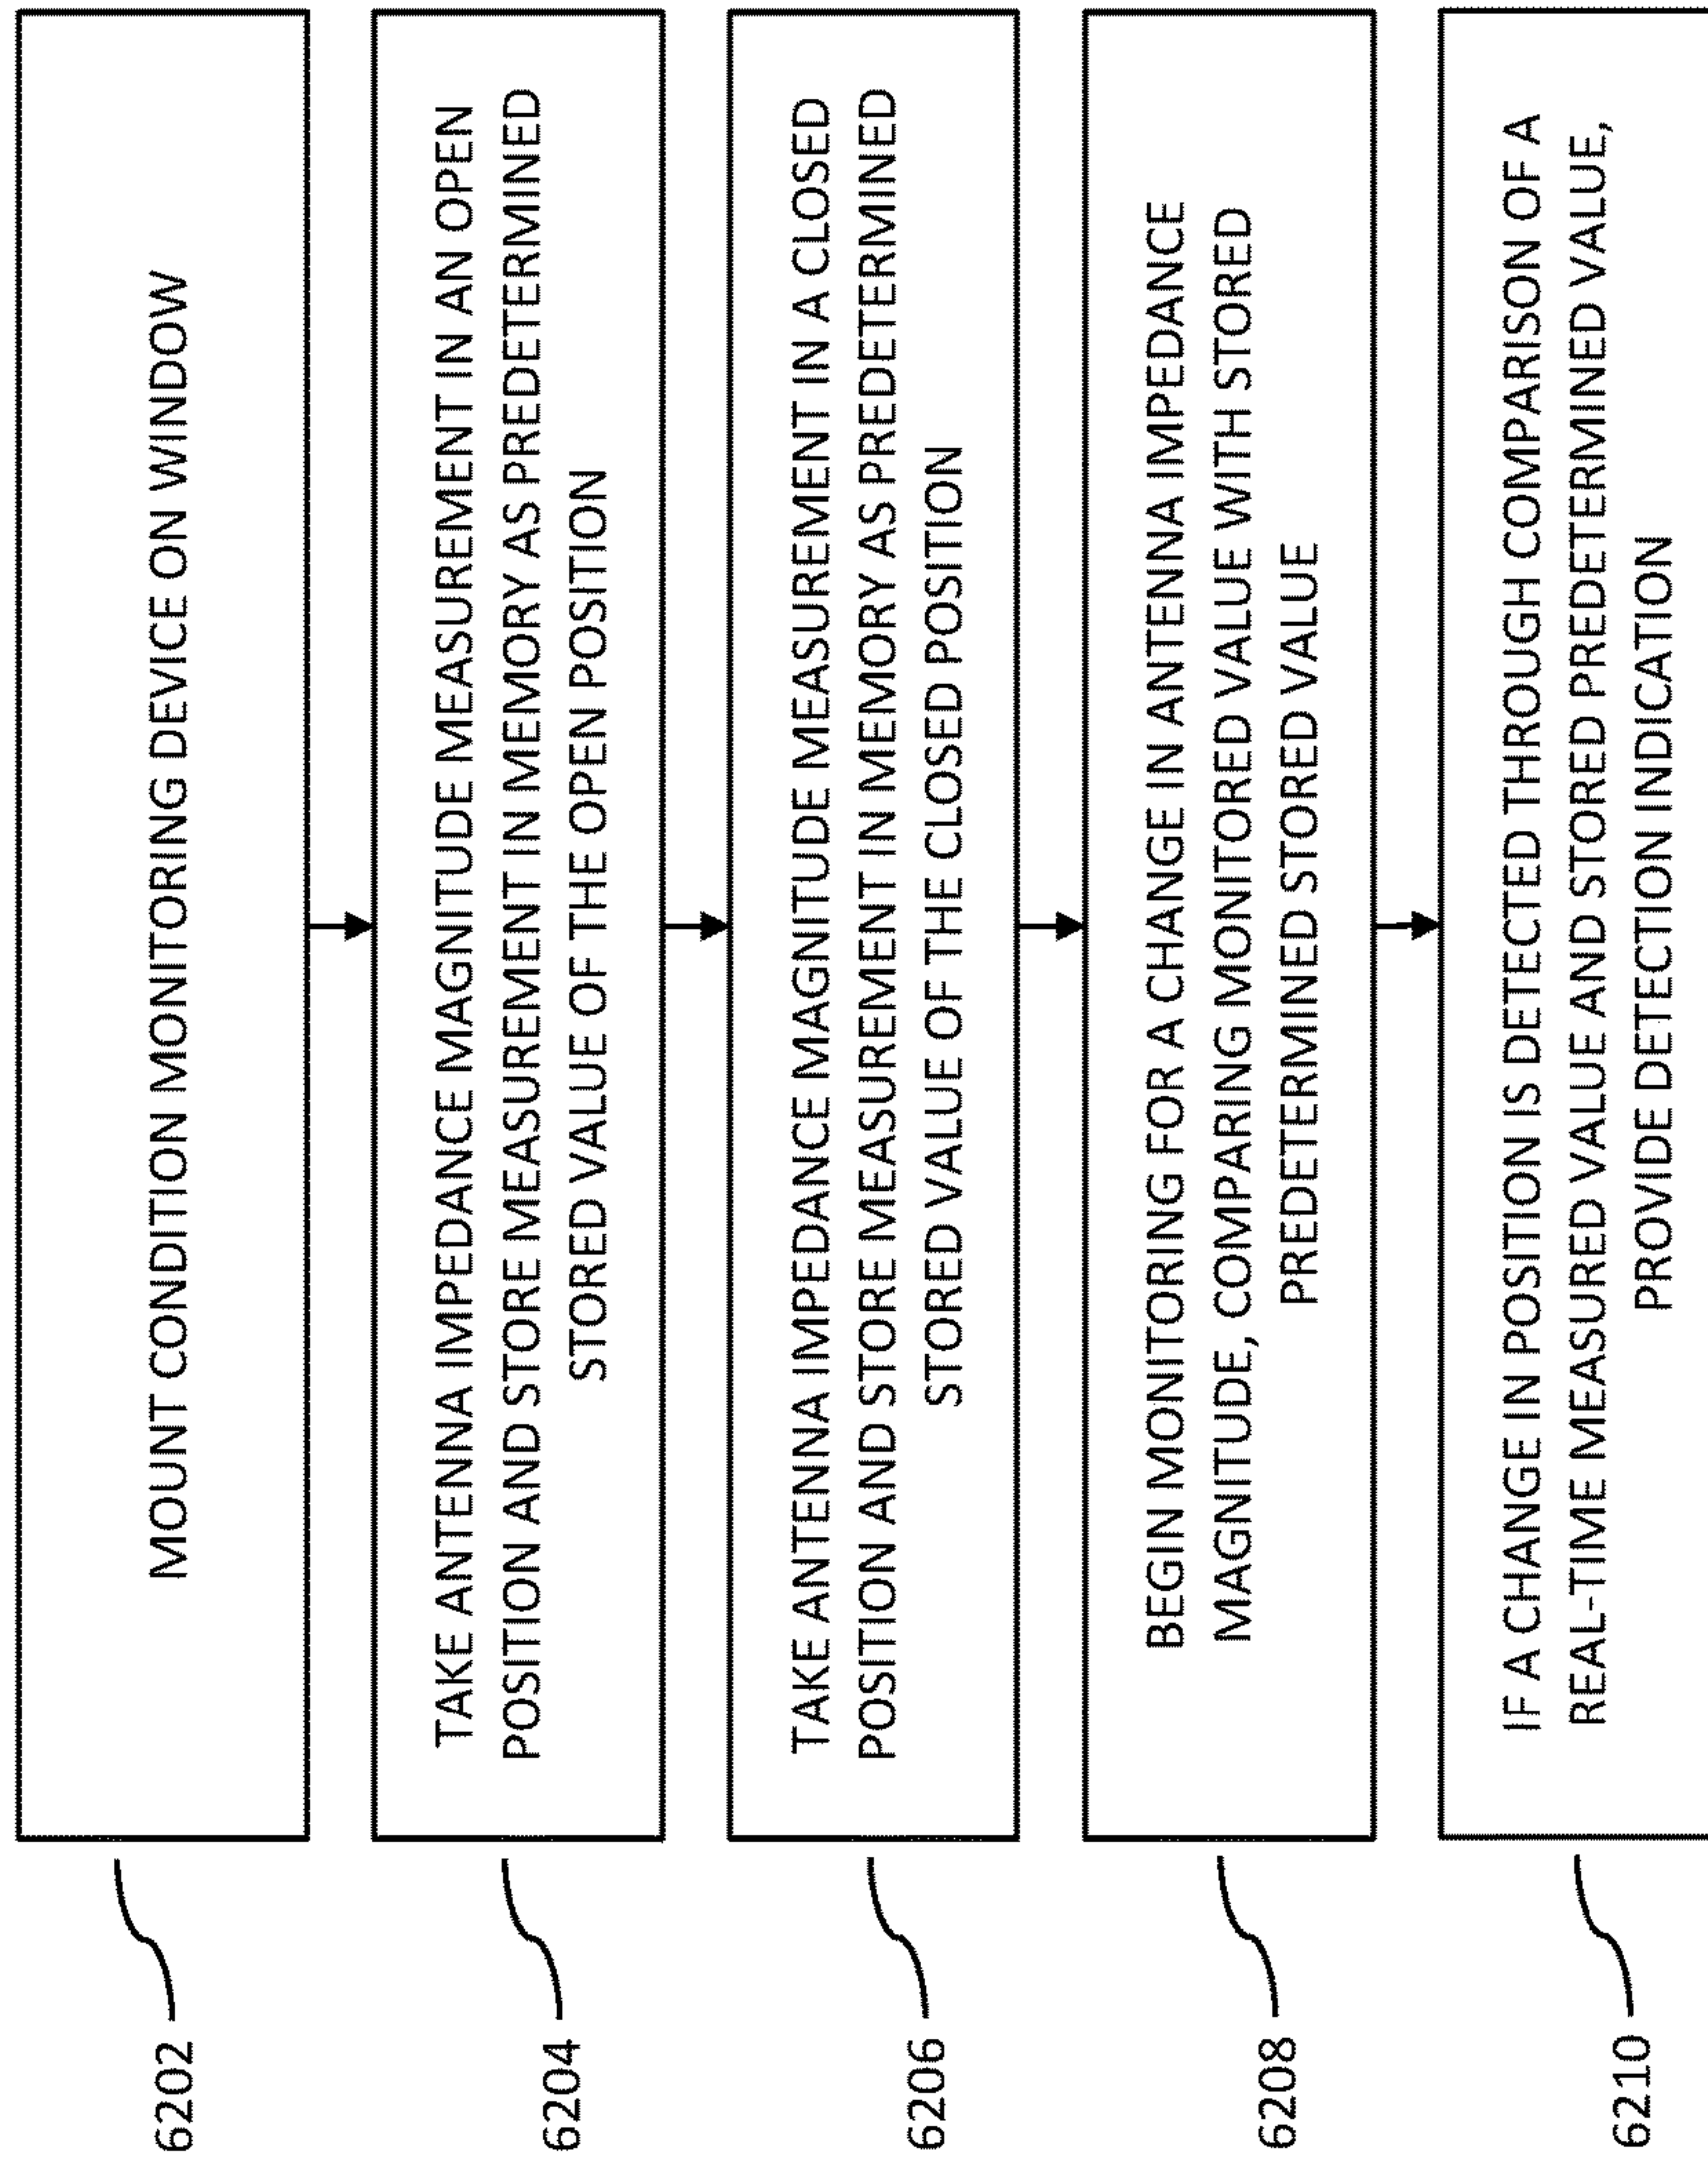 6202
MOUNT CONDITION MONITORING DEVICE ON WINDOW
6204
TAKE ANTENNA IMPEDANCE MAGNITUDE MEASUREMENT IN AN OPEN
POSITION AND STORE MEASUREMENT IN MEMORY AS PREDETERMINED
STORED VALUE OF THE OPEN POSITION
6206
TAKE ANTENNA IMPEDANCE MAGNITUDE MEASUREMENT IN A CLOSED
POSITION AND STORE MEASUREMENT IN MEMORY AS PREDETERMINED
STORED VALUE OF THE CLOSED POSITION
6208
BEGIN MONITORING FOR A CHANGE IN ANTENNA IMPEDANCE
MAGNITUDE, COMPARING MONITORED VALUE WITH STORED
PREDETERMINED STORED VALUE
6210
IF A CHANGE IN POSITION IS DETECTED THROUGH COMPARISON OF A
REAL-TIME MEASURED VALUE AND STORED PREDETERMINED VALUE,
PROVIDE DETECTION INDICATION